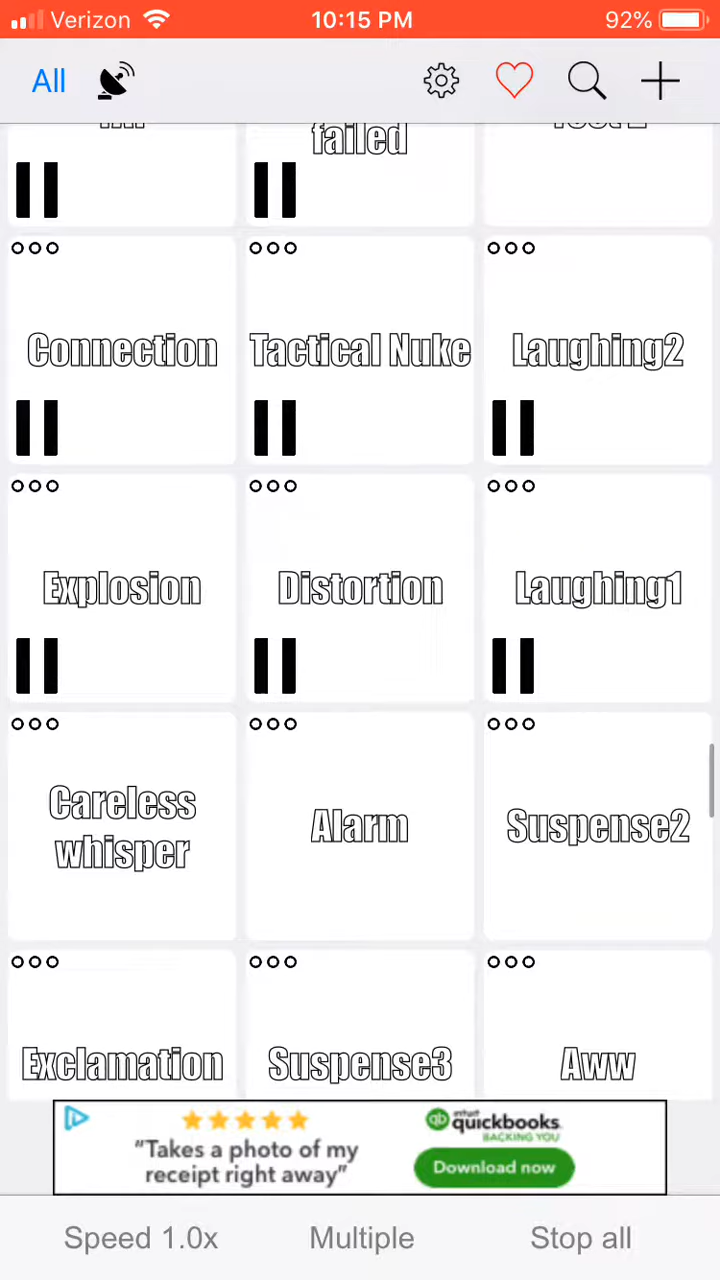 Verizon 10:15 PM 92%
All
failed
Connection Tactical Nuke Laughing2
Explosion Distortion Laughing1
Careless
whisper
Alarm
Suspense2
Exclamation Suspense3 Aww
"Takes a photo of my
receipt right away"
intuit
quickbooks.
BACKING YOU
Download now
Speed 1.0x Multiple Stop all